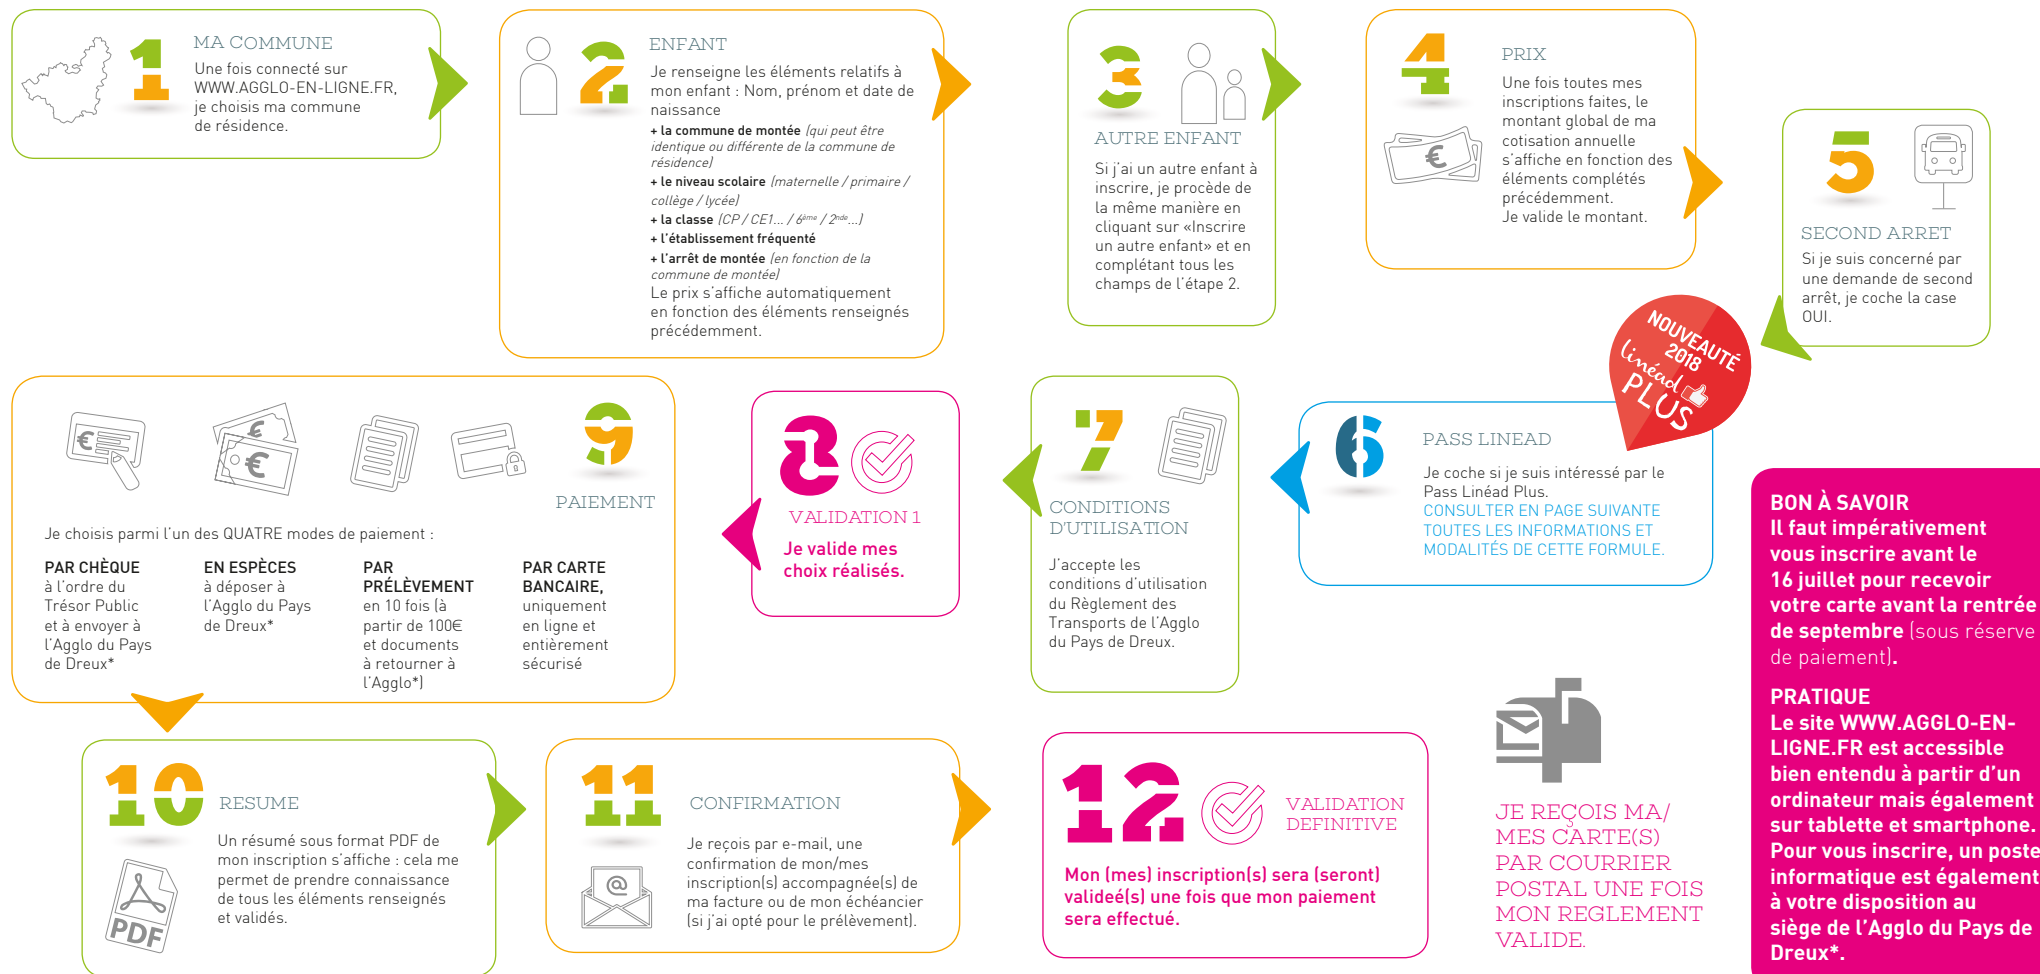 1
MA COMMUNE
Une fois connecté sur
WWW.AGGLO-EN-LIGNE.FR,
je choisis ma commune
de résidence.
2
ENFANT
Je renseigne les éléments relatifs à
mon enfant : Nom, prénom et date de
naissance
+ la commune de montée (qui peut être
identique ou différente de la commune de
résidence)
+ le niveau scolaire (maternelle / primaire /
collège / lycée)
+ la classe (CP / CE1... / 6ème / 2nde...)
+ l'établissement fréquenté
+ l'arrêt de montée (en fonction de la
commune de montée)
Le prix s'affiche automatiquement
en fonction des éléments renseignés
précédemment.
3
AUTRE ENFANT
Si j'ai un autre enfant à
inscrire, je procède de
la même manière en
cliquant sur «Inscrire
un autre enfant» et en
complétant tous les
champs de l'étape 2.
4
€
PRIX
Une fois toutes mes
inscriptions faites, le
montant global de ma
cotisation annuelle
s'affiche en fonction des
éléments complétés
précédemment.
Je valide le montant.
5
SECOND ARRET
Si je suis concerné par
une demande de second
arrêt, je coche la case
OUI.
NOUVEAUTÉ
2018
linéad
PLUS
6
PASS LINEAD
Je coche si je suis intéressé par le
Pass Linéad Plus.
CONSULTER EN PAGE SUIVANTE
TOUTES LES INFORMATIONS ET
MODALITÉS DE CETTE FORMULE.
7
CONDITIONS
D'UTILISATION
J'accepte les
conditions d'utilisation
du Règlement des
Transports de l'Agglo
du Pays de Dreux.
8
VALIDATION 1
Je valide mes
choix réalisés.
€
€
€
9
PAIEMENT
Je choisis parmi l'un des QUATRE modes de paiement :
PAR CHÈQUE
à l'ordre du
Trésor Public
et à envoyer à
l'Agglo du Pays
de Dreux*
EN ESPÈCES
à déposer à
l'Agglo du Pays
de Dreux*
PAR
PRÉLÈVEMENT
en 10 fois (à
partir de 100€
et documents
à retourner à
l'Agglo*)
PAR CARTE
BANCAIRE,
uniquement
en ligne et
entièrement
sécurisé
10
RESUME
Un résumé sous format PDF de
mon inscription s'affiche : cela me
permet de prendre connaissance
de tous les éléments renseignés
et validés.
PDF
11
@
CONFIRMATION
Je reçois par e-mail, une
confirmation de mon/mes
inscription(s) accompagnée(s) de
ma facture ou de mon échéancier
(si j'ai opté pour le prélèvement).
12
VALIDATION
DEFINITIVE
Mon (mes) inscription(s) sera (seront)
valideé(s) une fois que mon paiement
sera effectué.
JE REÇOIS MA/
MES CARTE(S)
PAR COURRIER
POSTAL UNE FOIS
MON REGLEMENT
VALIDE.
BON À SAVOIR
Il faut impérativement
vous inscrire avant le
16 juillet pour recevoir
votre carte avant la rentrée
de septembre (sous réserve
de paiement).
PRATIQUE
Le site WWW.AGGLO-EN-
LIGNE.FR est accessible
bien entendu à partir d'un
ordinateur mais également
sur tablette et smartphone.
Pour vous inscrire, un poste
informatique est également
à votre disposition au
siège de l'Agglo du Pays de
Dreux*.